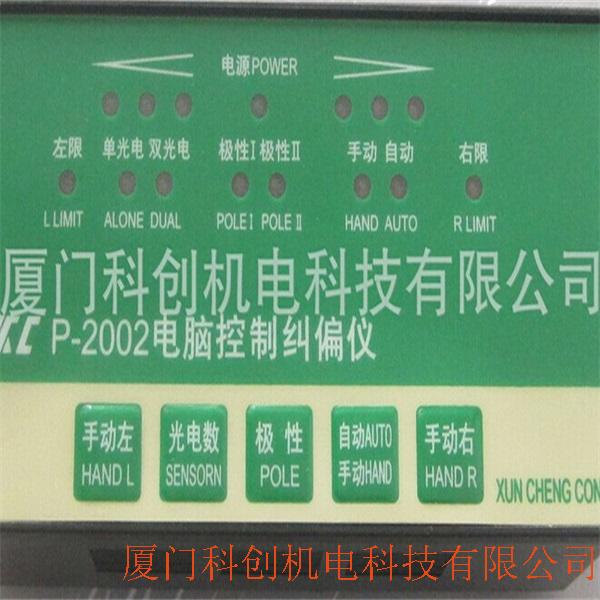 电源POWER
左限 单光电 双光电 极性I 极性II 手动 自动 右限
L LIMIT ALONE DUAL POLE I POLE II HAND AUTO R LIMIT
厦门科创机电科技有限公司
KC P-2002电脑控制纠偏仪
手动左 光电数 极性 自动AUTO 手动右
HAND L SENSORN POLE 手动HAND HAND R
XUN CHENG CON
厦门科创机电科技有限公司